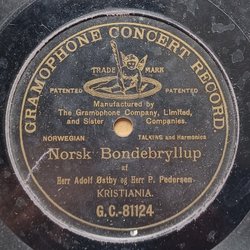 GRAMOPHONE CONCERT RECORD.
TRADE MARK
PATENTED PATENTED
Manufactured by
The Gramophone Company, Limited,
and Sister Companies.
NORWEGIAN TALKING and Harmonica
Norsk Bondebryllup
af
Herr Adolf Østby og Herr P. Pedersen
KRISTIANIA.
G.C.-81124